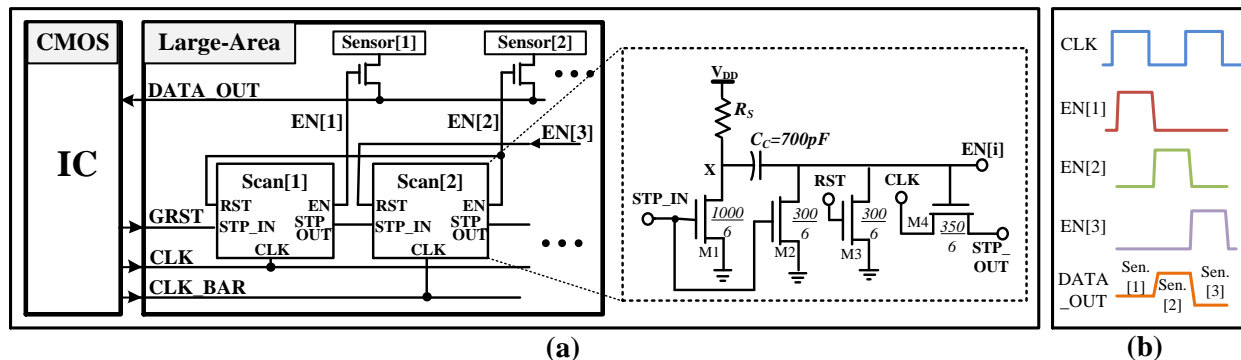 CMOS
IC
Large-Area
Sensor[1]
Sensor[2]
DATA_OUT
EN[1]
EN[2]
EN[3]
Scan[1]
RST
EN
STP_IN
STP
OUT
CLK
Scan[2]
RST
EN
STP_IN
STP
OUT
CLK
GRST
CLK
CLK_BAR
V_DD
R_S
C_C=700pF
X
EN[i]
STP_IN
RST
CLK
1000
6
M1
300
6
M2
300
6
M3
M4
350
6
STP_
OUT
(a)
CLK
EN[1]
EN[2]
EN[3]
DATA
_OUT
Sen.
[1]
Sen.
[2]
Sen.
[3]
(b)